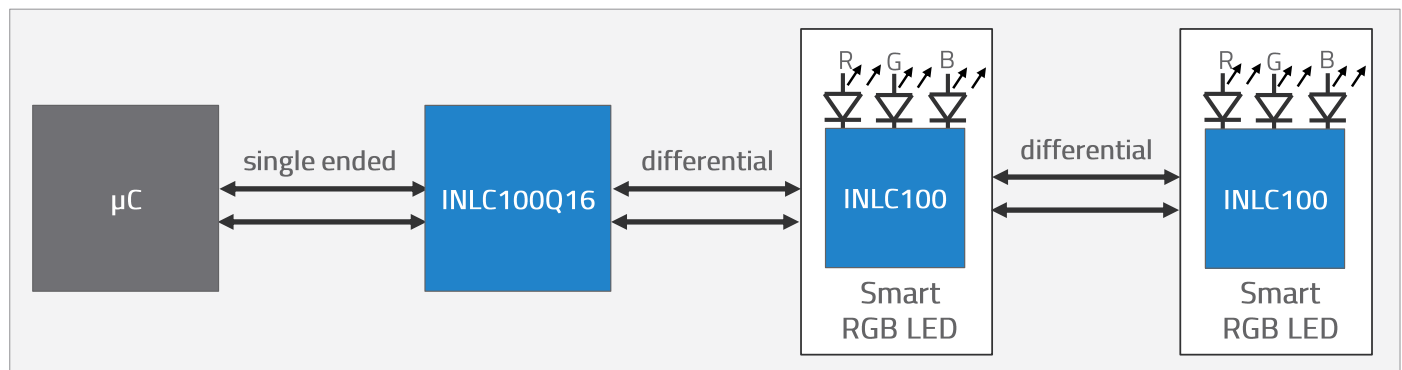 µC
single ended
INLC100Q16
differential
R G B
INLC100
Smart
RGB LED
differential
R G B
INLC100
Smart
RGB LED